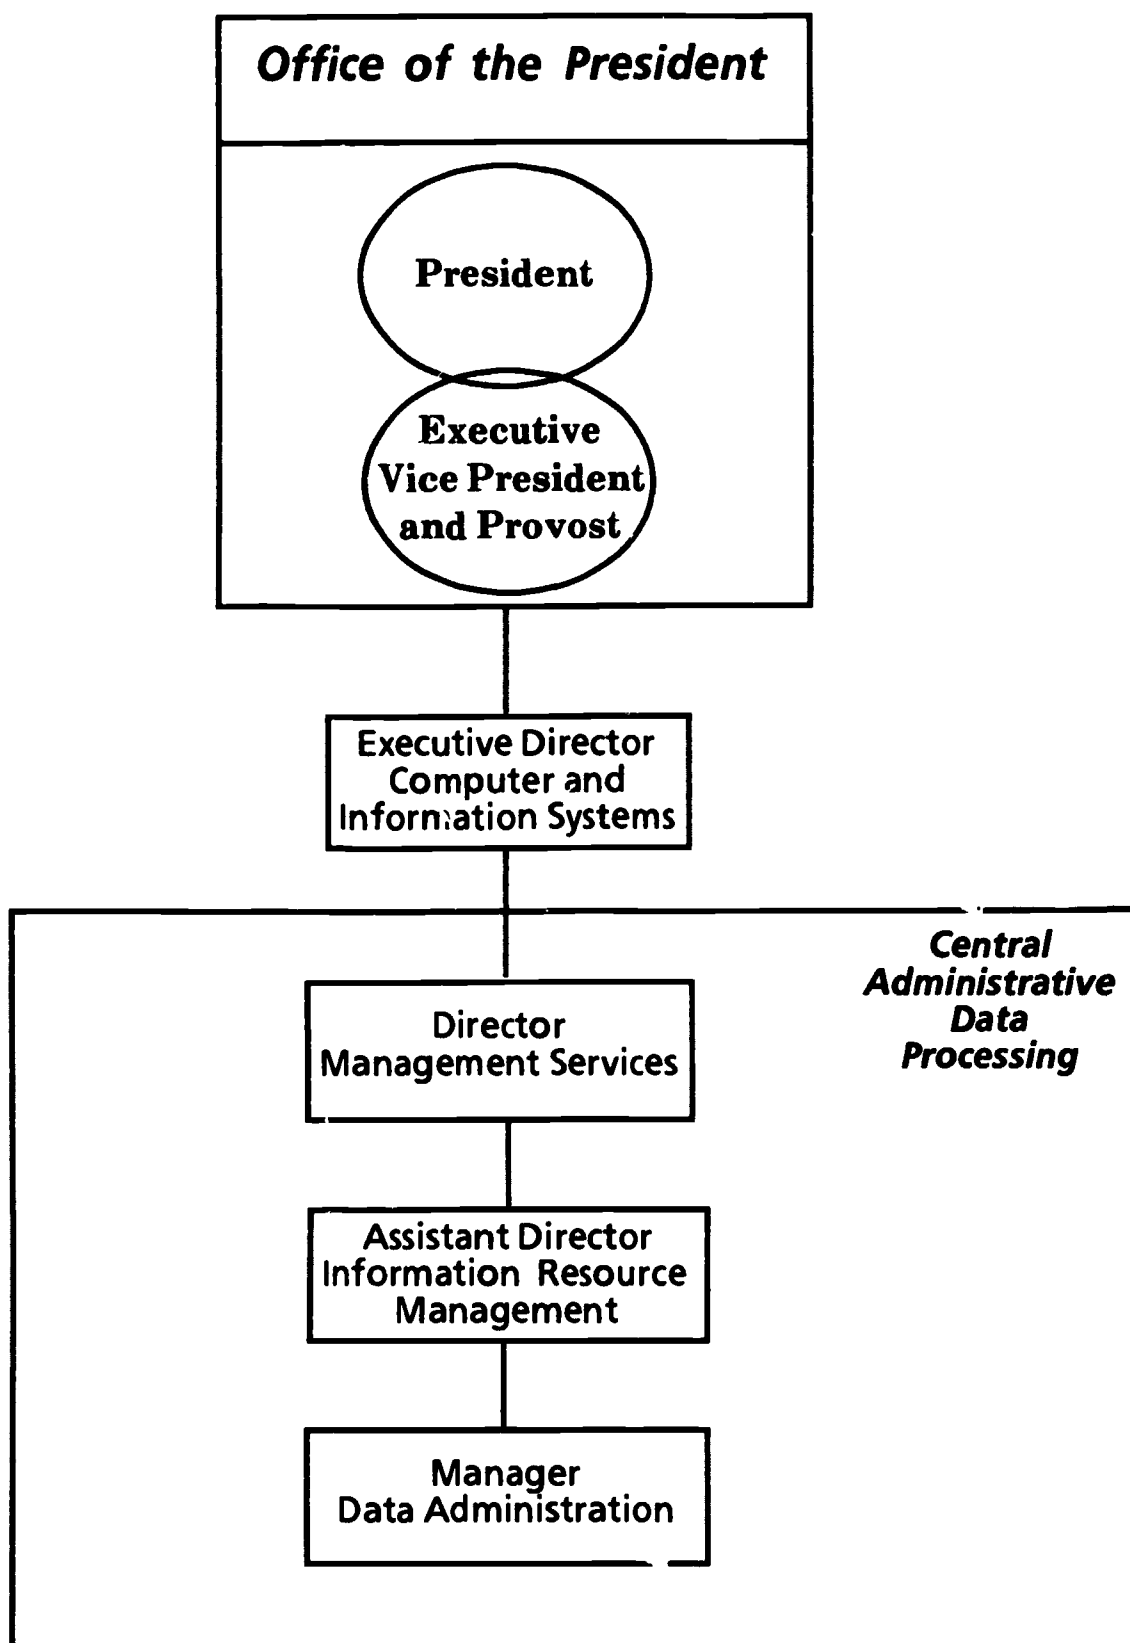 Office of the President
President
Executive
Vice President
and Provost
Executive Director
Computer and
Information Systems
Central
Administrative
Data
Processing
Director
Management Services
Assistant Director
Information Resource
Management
Manager
Data Administration